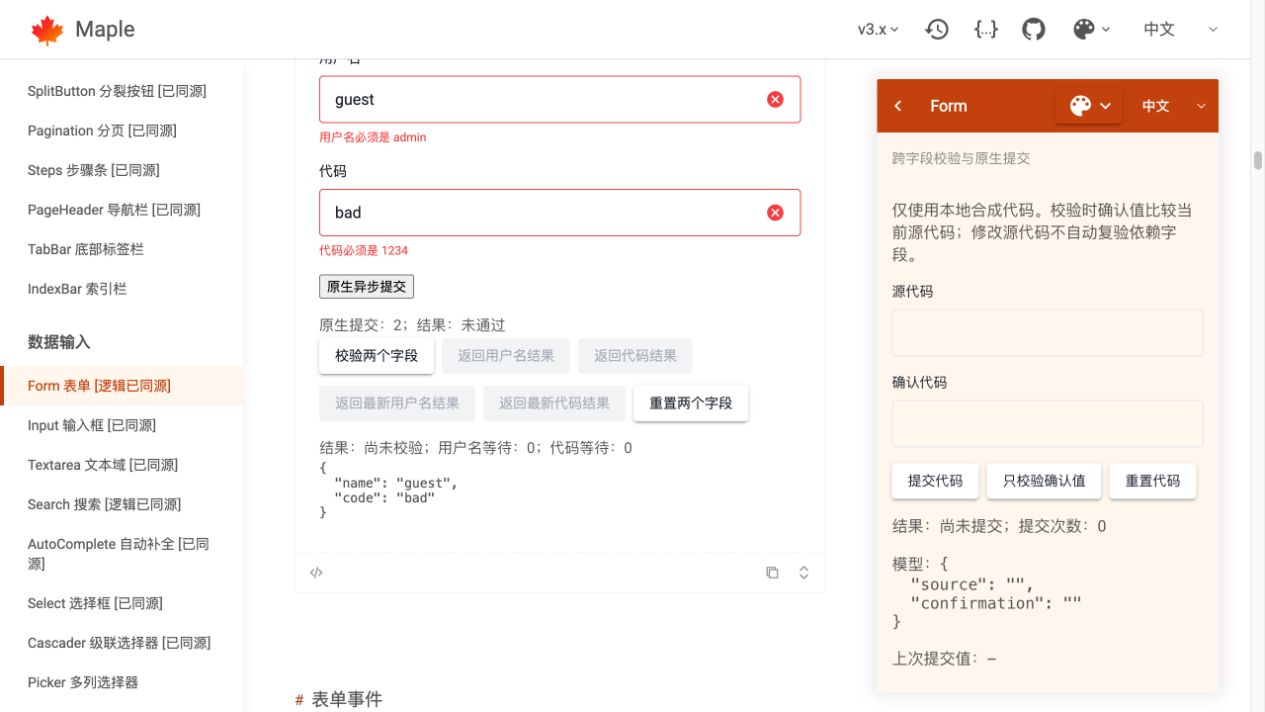 Maple
v3.x
中文
SplitButton 分裂按钮 [已同源]
Pagination 分页 [已同源]
Steps 步骤条 [已同源]
PageHeader 导航栏 [已同源]
TabBar 底部标签栏
IndexBar 索引栏
数据输入
Form 表单 [逻辑已同源]
Input 输入框 [已同源]
Textarea 文本域 [已同源]
Search 搜索 [逻辑已同源]
AutoComplete 自动补全 [已同
源]
Select 选择框 [已同源]
Cascader 级联选择器 [已同源]
Picker 多列选择器
用户名
guest
用户名必须是 admin
代码
bad
代码必须是 1234
原生异步提交
原生提交：2；结果：未通过
校验两个字段 返回用户名结果 返回代码结果
返回最新用户名结果 返回最新代码结果 重置两个字段
结果：尚未校验；用户名等待：0；代码等待：0
{
"name": "guest",
"code": "bad"
}
# 表单事件
Form
中文
跨字段校验与原生提交
仅使用本地合成代码。校验时确认值比较当
前源代码；修改源代码不自动复验依赖字
段。
源代码
确认代码
提交代码 只校验确认值 重置代码
结果：尚未提交；提交次数：0
模型：{
"source": "",
"confirmation": ""
}
上次提交值：—